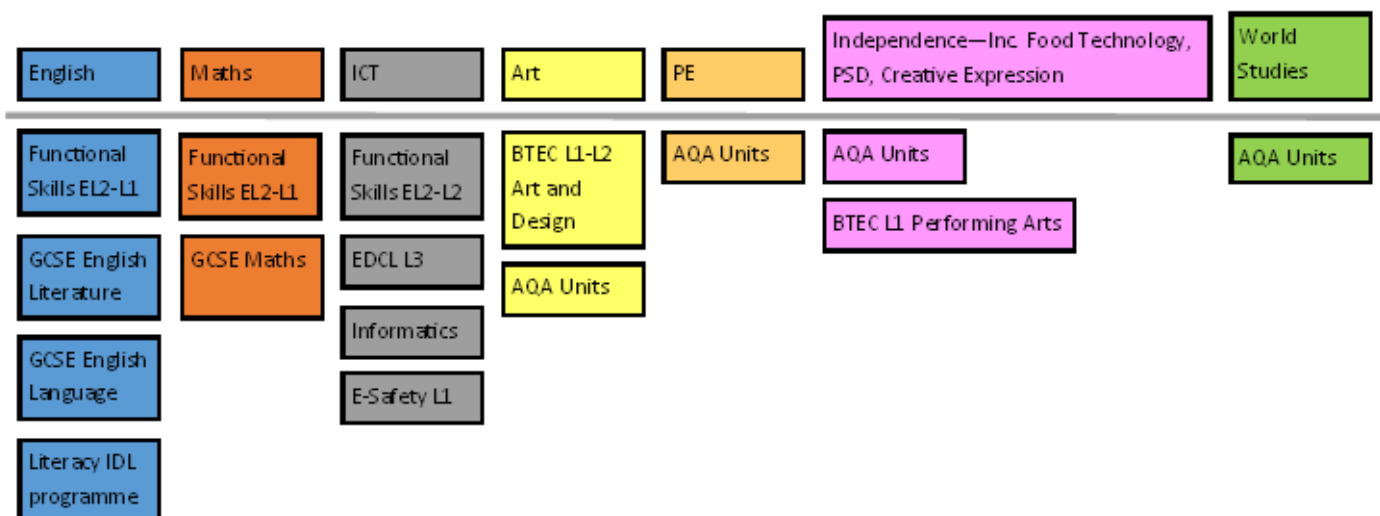 English
Maths
ICT
Art
PE
Independence—Inc. Food Technology,
PSD, Creative Expression
World
Studies
Functional
Skills EL2-L1
GCSE English
Literature
GCSE English
Language
Literacy IDL
programme
Functional
Skills EL2-L1
GCSE Maths
Functional
Skills EL2-L2
EDCL L3
Informatics
E-Safety L1
BTEC L1-L2
Art and
Design
AQA Units
AQA Units
AQA Units
BTEC L1 Performing Arts
AQA Units